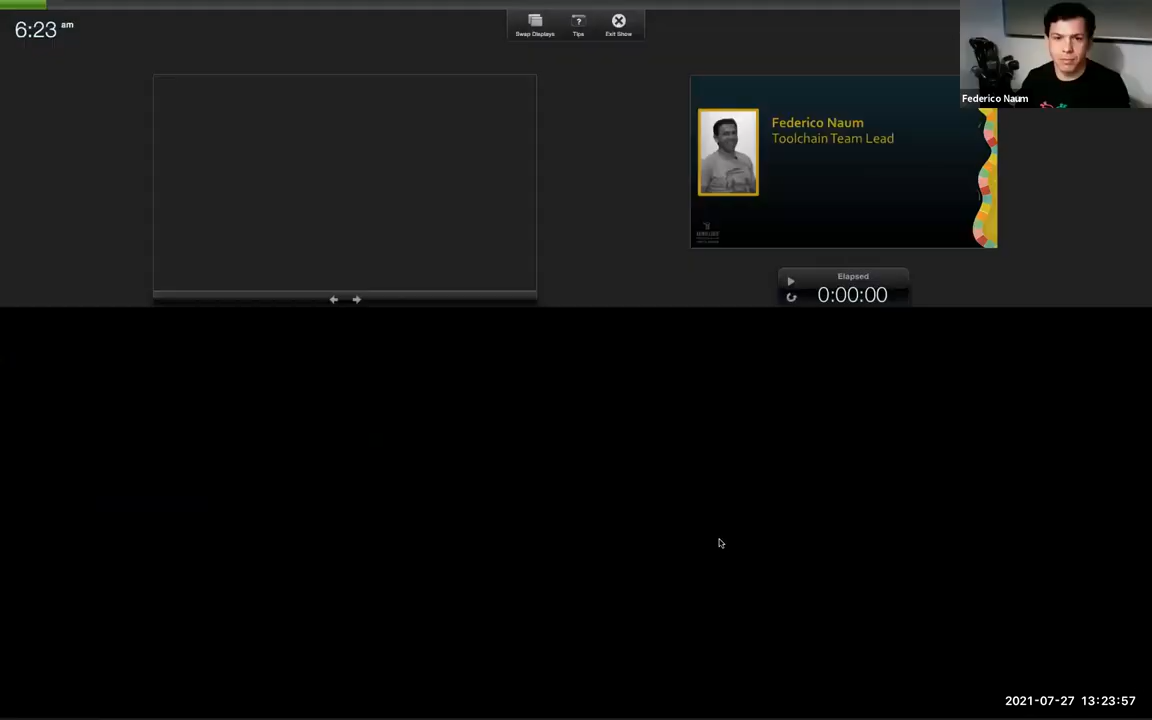 6:23 am
Swap Displays
Tips
Exit Show
Federico Naum
Federico Naum
Toolchain Team Lead
Elapsed
0:00:00
2021-07-27 13:23:57